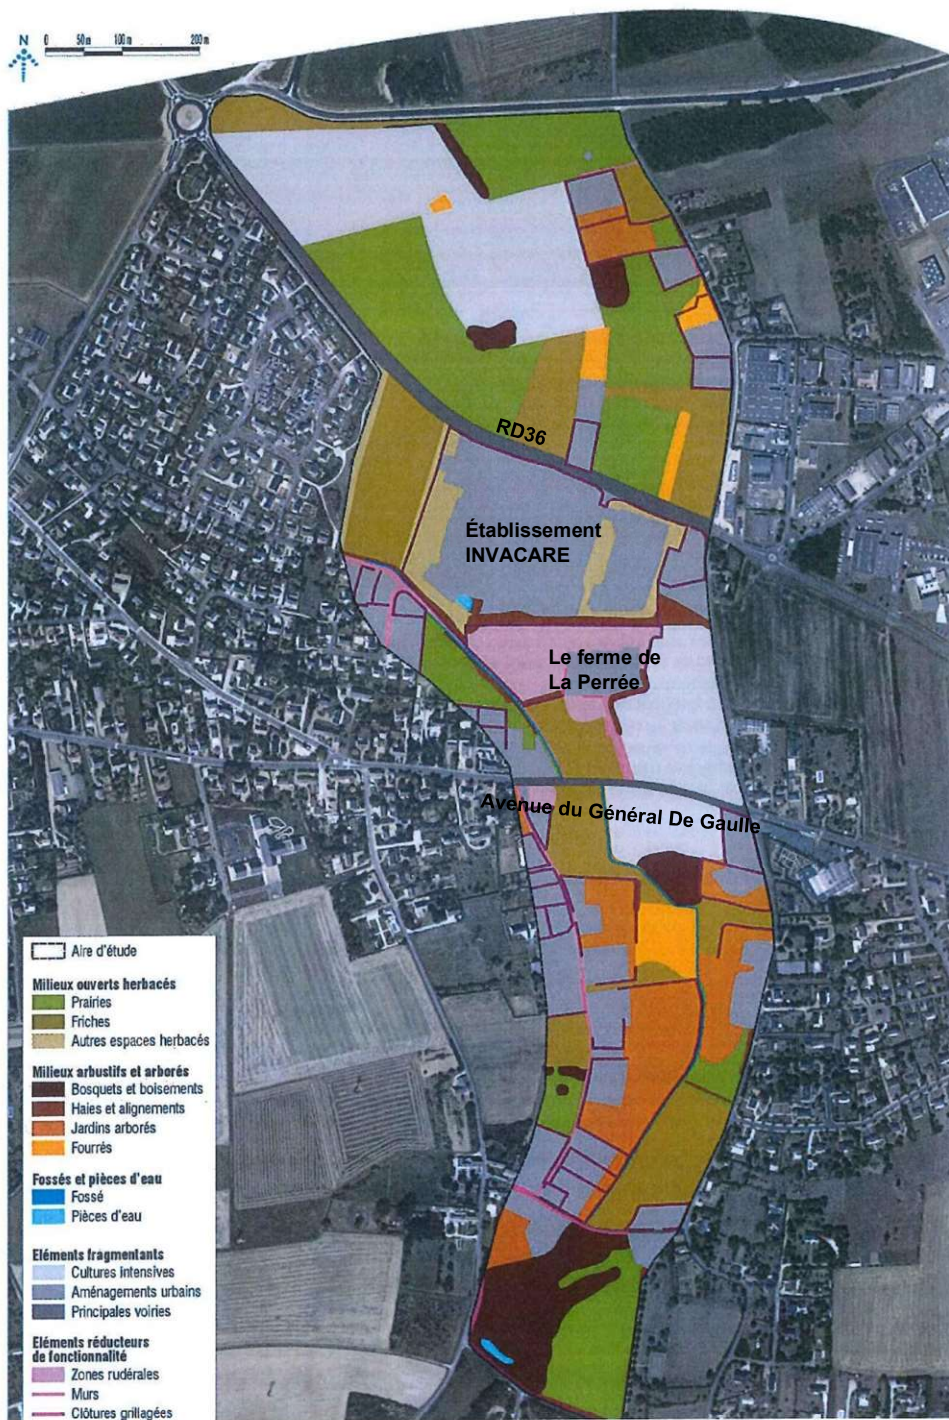 N
0 50m 100m 200m
RD36
Établissement
INVACARE
Le ferme de
La Perrée
Avenue du Général De Gaulle
Aire d'étude
Milieux ouverts herbacés
Prairies
Friches
Autres espaces herbacés
Milieux arbustifs et arborés
Bosquets et boisements
Haies et alignements
Jardins arborés
Fourrés
Fossés et pièces d'eau
Fossé
Pièces d'eau
Eléments fragmentants
Cultures intensives
Aménagements urbains
Principales voiries
Eléments réducteurs
de fonctionnalité
Zones rudérales
Murs
Clôtures grillagées